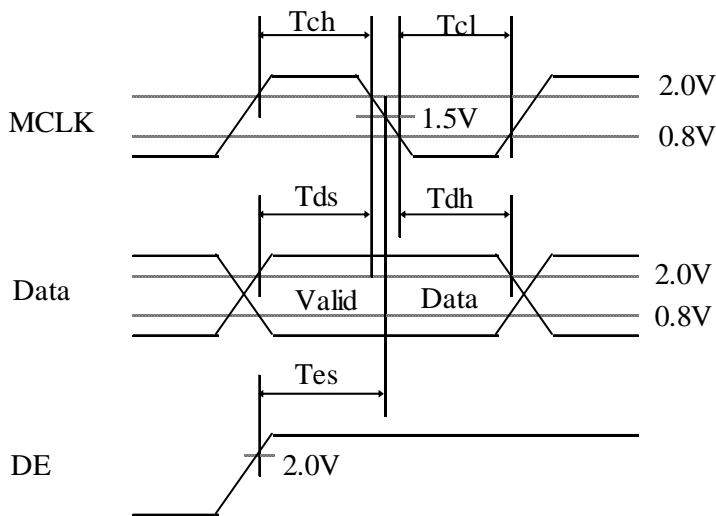 Tch Tcl
2.0V
MCLK
1.5V
0.8V
Tds Tdh
Data
2.0V
Valid Data
0.8V
Tes
DE
2.0V